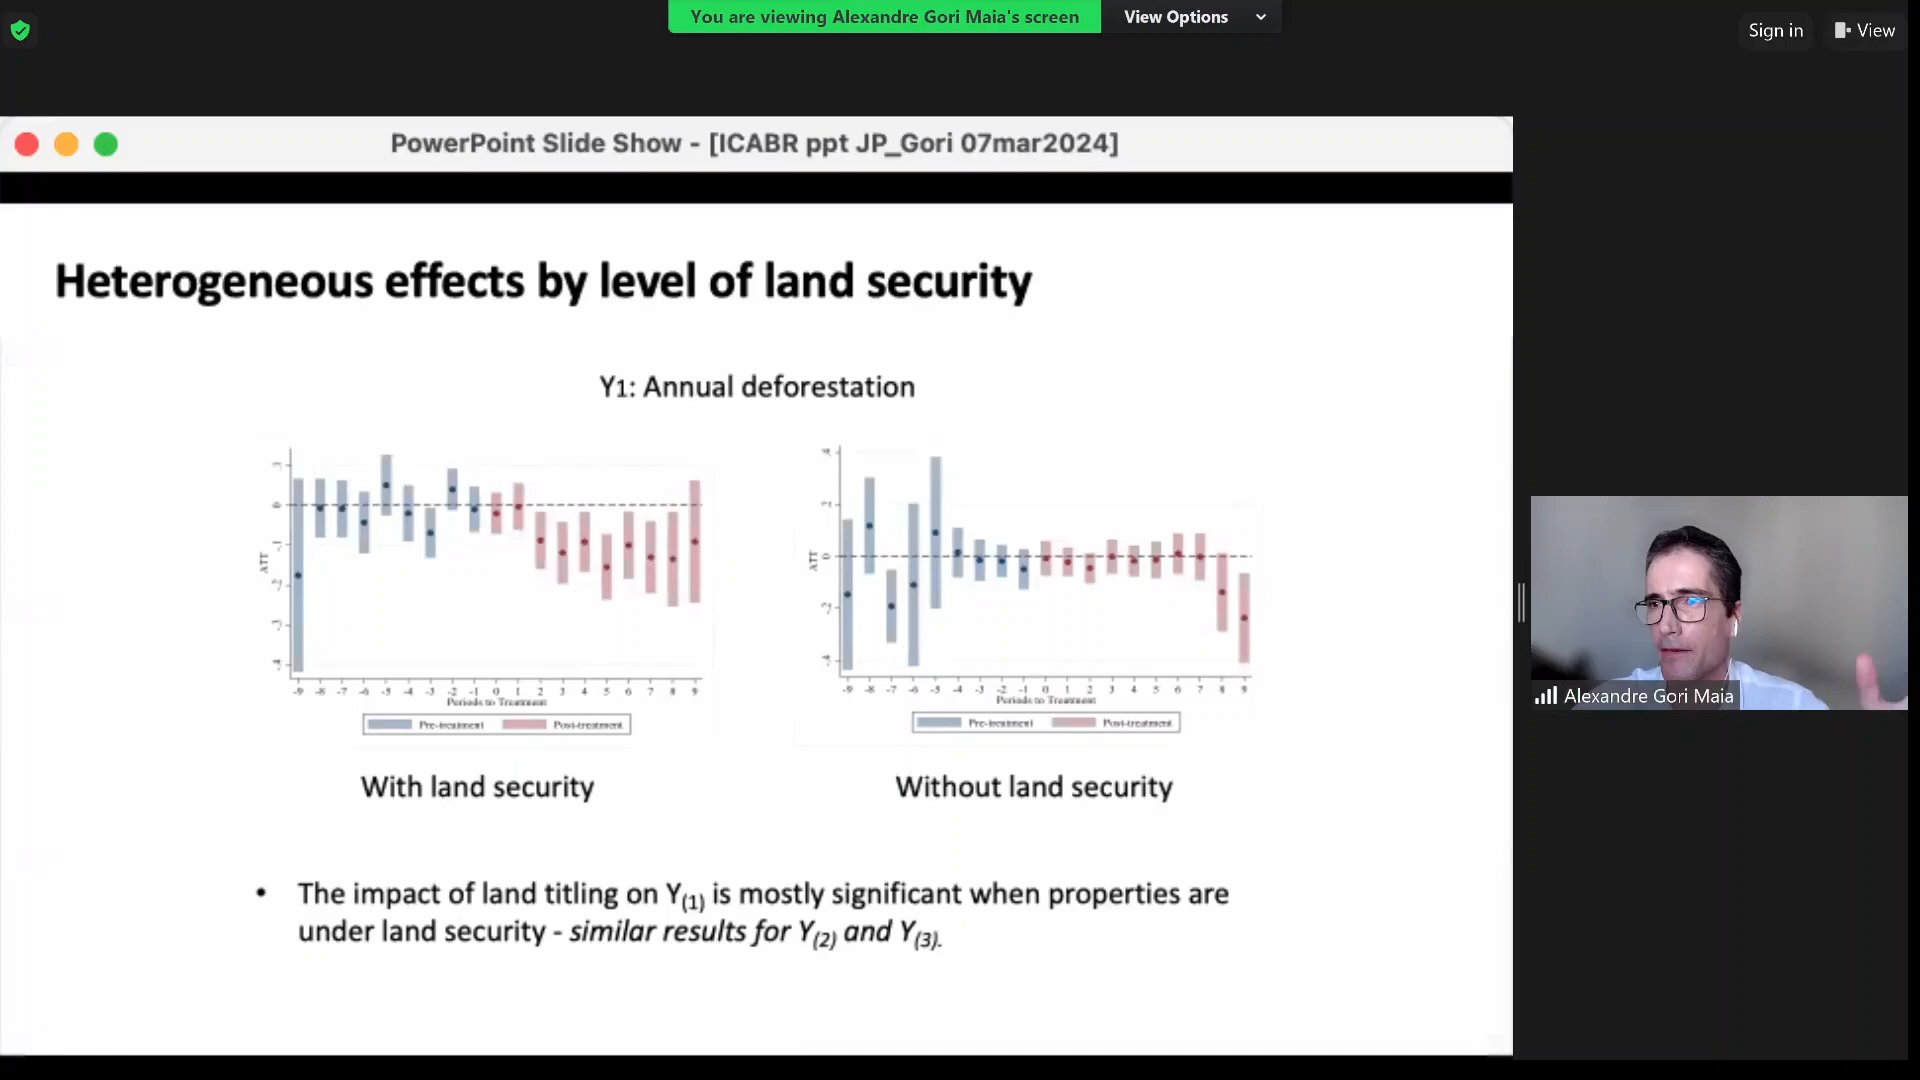 You are viewing Alexandre Gori Maia's screen
View Options
Sign in
View
PowerPoint Slide Show - [ICABR ppt JP_Gori 07mar2024]
Heterogeneous effects by level of land security
Y1: Annual deforestation
ATT
0
-9 -8 -7 -6 -5 -4 -3 -2 -1 0 1 2 3 4 5 6 7 8 9
Periods to Treatment
Pre-treatment Post-treatment
With land security
ATT
0
-9 -8 -7 -6 -5 -4 -3 -2 -1 0 1 2 3 4 5 6 7 8 9
Periods to Treatment
Pre-treatment Post-treatment
Without land security
• The impact of land titling on Y(1) is mostly significant when properties are
under land security - similar results for Y(2) and Y(3).
Alexandre Gori Maia